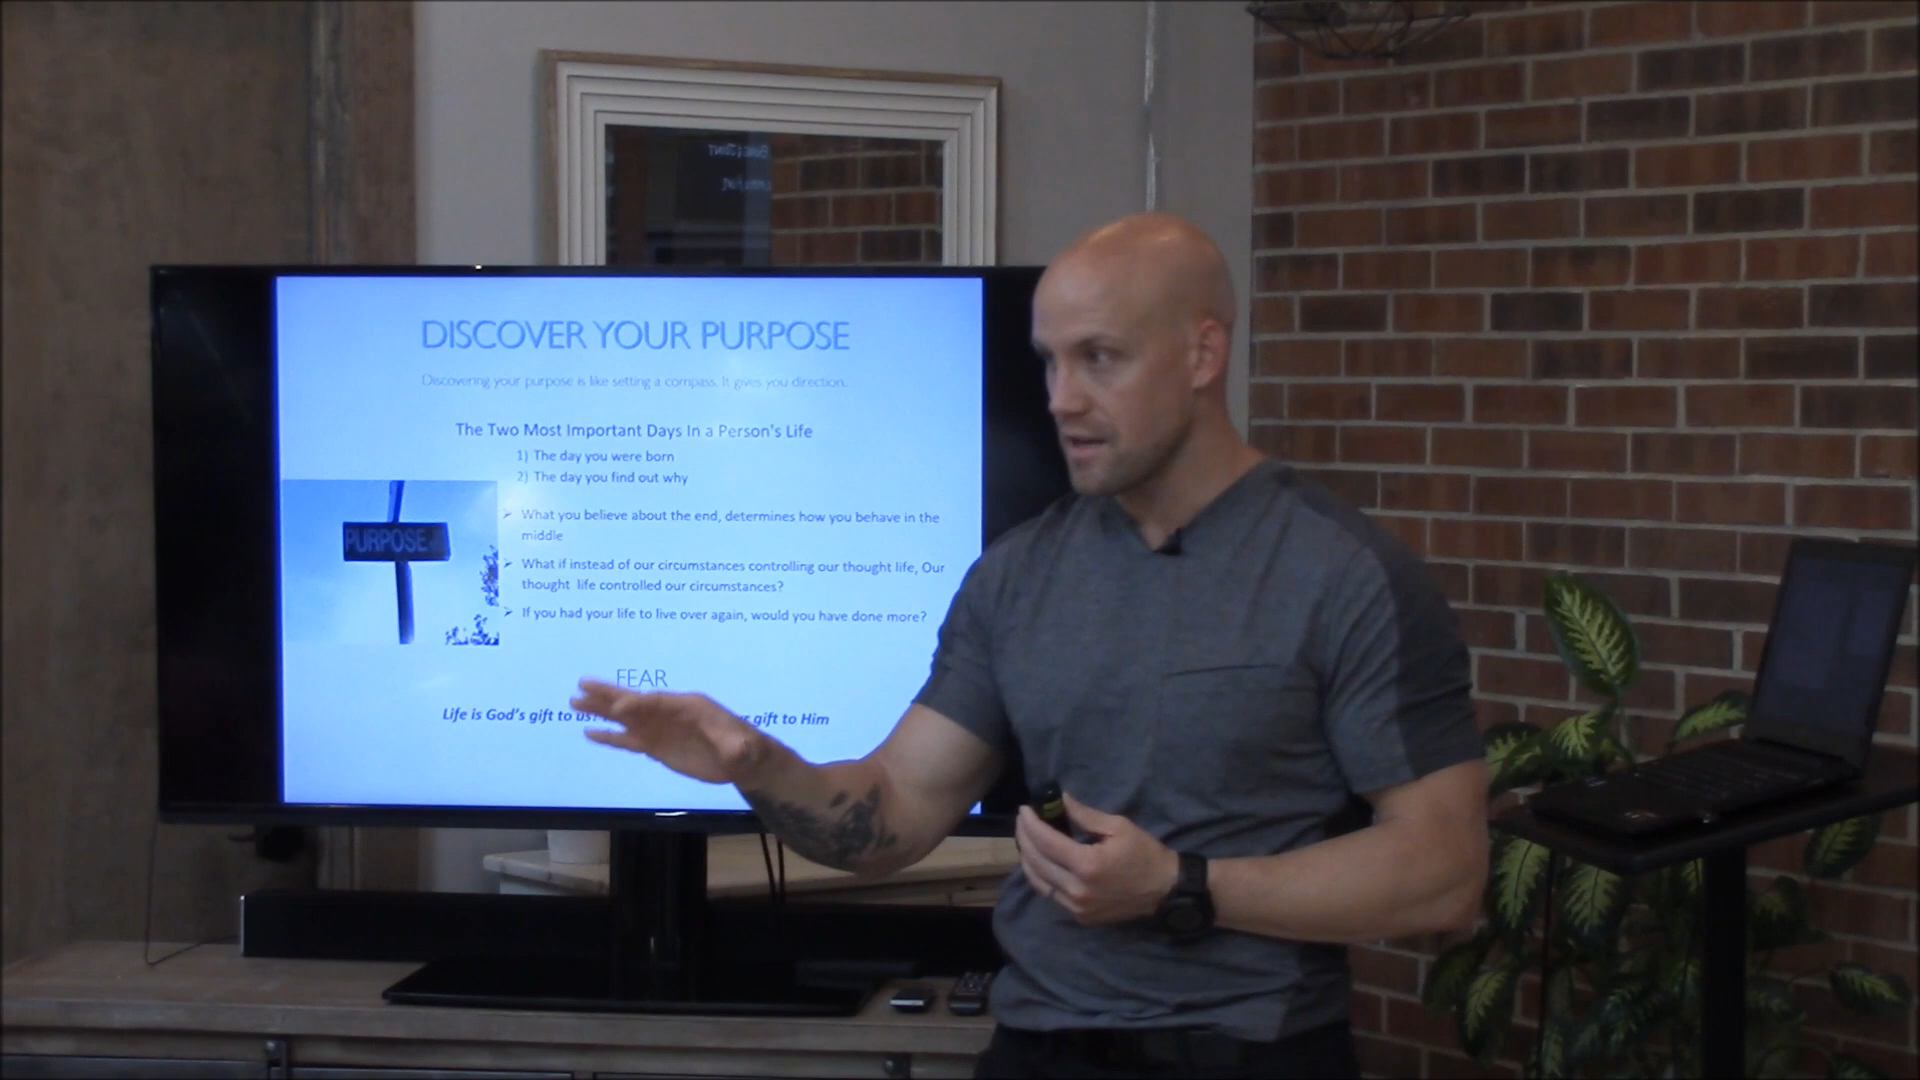 DISCOVER YOUR PURPOSE
Discovering your purpose is like setting a compass. It gives you direction.
The Two Most Important Days In a Person's Life
1) The day you were born
2) The day you find out why
PURPOSE
➢ What you believe about the end, determines how you behave in the
middle
➢ What if instead of our circumstances controlling our thought life, Our
thought life controlled our circumstances?
➢ If you had your life to live over again, would you have done more?
FEAR
Life is God's gift to us? gift to Him